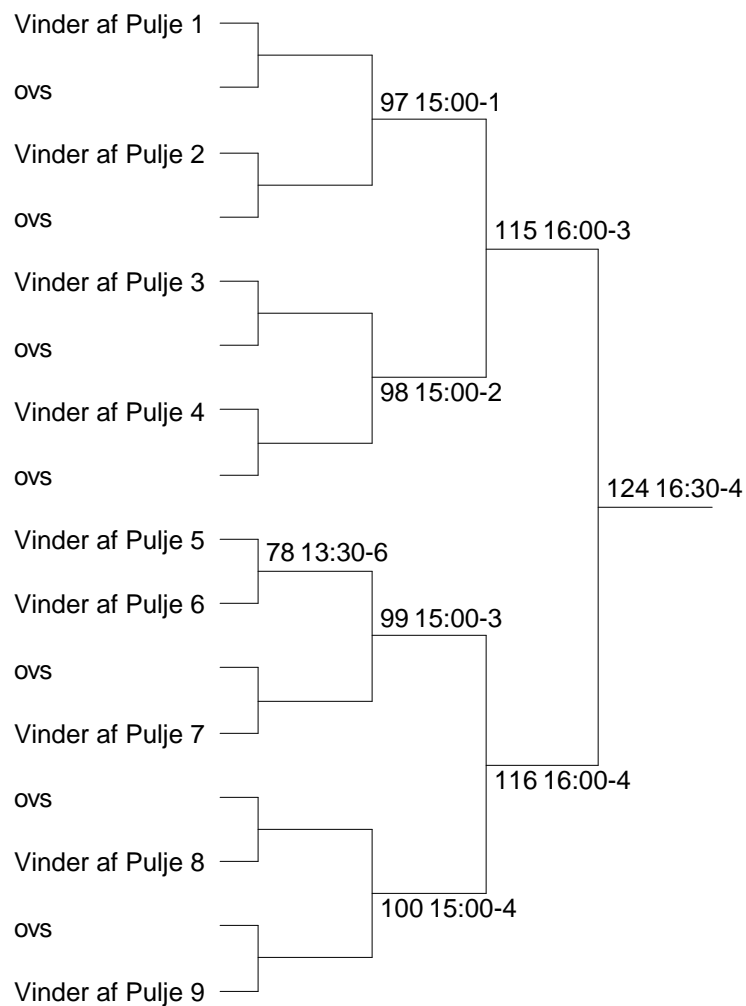 Vinder af Pulje 1
ovs
97 15:00-1
Vinder af Pulje 2
ovs
115 16:00-3
Vinder af Pulje 3
ovs
98 15:00-2
Vinder af Pulje 4
ovs
124 16:30-4
Vinder af Pulje 5
78 13:30-6
Vinder af Pulje 6
99 15:00-3
ovs
Vinder af Pulje 7
116 16:00-4
ovs
Vinder af Pulje 8
100 15:00-4
ovs
Vinder af Pulje 9